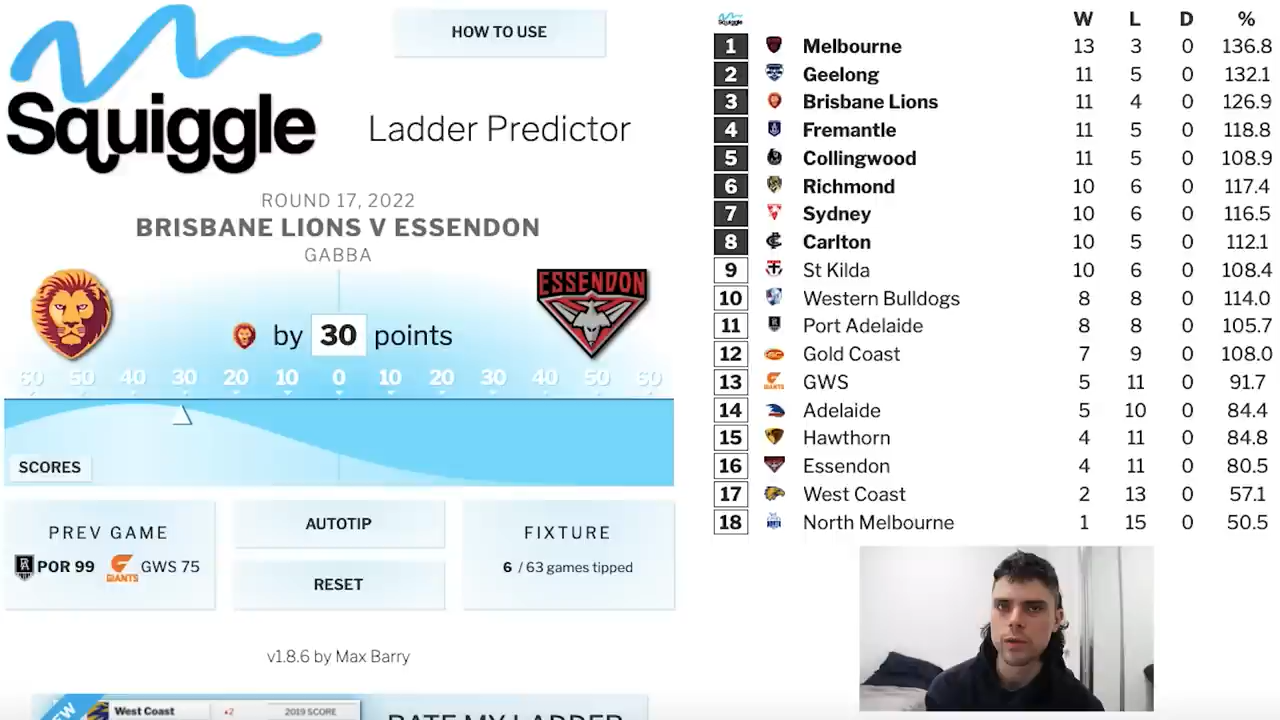 Squiggle
HOW TO USE
Ladder Predictor
ROUND 17, 2022
BRISBANE LIONS V ESSENDON
GABBA
ESSENDON
by 30 points
60 50 40 30 20 10 0 10 20 30 40 50 60
SCORES
PREV GAME
POR 99 GIANTS GWS 75
AUTOTIP
RESET
FIXTURE
6 / 63 games tipped
v1.8.6 by Max Barry
NEW
West Coast +2 2019 SCORE
RATE MY LADDER
Squiggle W L D %
1 Melbourne 13 3 0 136.8
2 Geelong 11 5 0 132.1
3 Brisbane Lions 11 4 0 126.9
4 Fremantle 11 5 0 118.8
5 Collingwood 11 5 0 108.9
6 Richmond 10 6 0 117.4
7 Sydney 10 6 0 116.5
8 Carlton 10 5 0 112.1
9 St Kilda 10 6 0 108.4
10 Western Bulldogs 8 8 0 114.0
11 Port Adelaide 8 8 0 105.7
12 Gold Coast 7 9 0 108.0
13 GWS 5 11 0 91.7
14 Adelaide 5 10 0 84.4
15 Hawthorn 4 11 0 84.8
16 Essendon 4 11 0 80.5
17 West Coast 2 13 0 57.1
18 North Melbourne 1 15 0 50.5